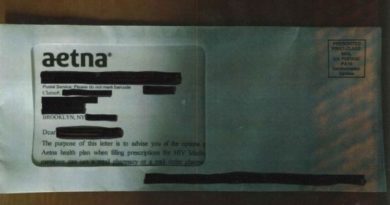 aetna®
Postal Service: Please do not mark barcode
Claims
BROOKLYN, NY
Dear
The purpose of this letter is to advise you of the options
Aetna health plan when filling prescriptions for HIV
PRESORTED
FIRST-CLASS
MAIL
US POSTAGE
PAID